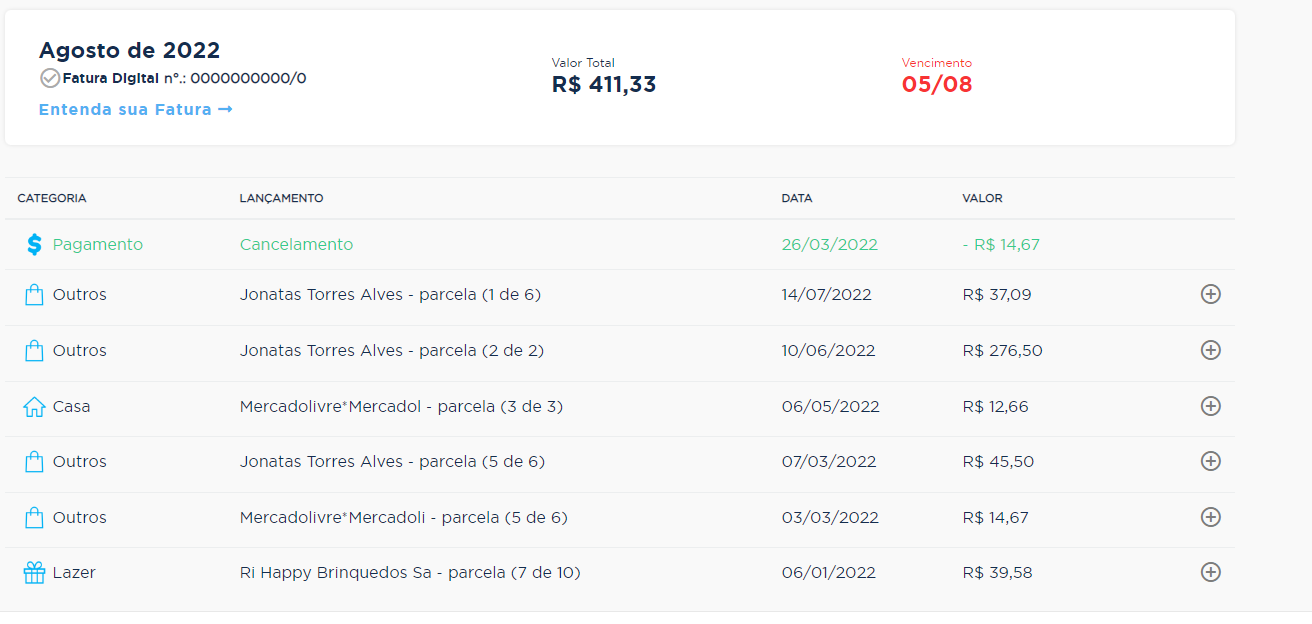 Agosto de 2022
Fatura Digital n°.: 0000000000/0
Entenda sua Fatura →
Valor Total
R$ 411,33
Vencimento
05/08
CATEGORIA LANÇAMENTO DATA VALOR
Pagamento Cancelamento 26/03/2022 - R$ 14,67
Outros Jonatas Torres Alves - parcela (1 de 6) 14/07/2022 R$ 37,09
Outros Jonatas Torres Alves - parcela (2 de 2) 10/06/2022 R$ 276,50
Casa Mercadolivre*Mercadol - parcela (3 de 3) 06/05/2022 R$ 12,66
Outros Jonatas Torres Alves - parcela (5 de 6) 07/03/2022 R$ 45,50
Outros Mercadolivre*Mercadoli - parcela (5 de 6) 03/03/2022 R$ 14,67
Lazer Ri Happy Brinquedos Sa - parcela (7 de 10) 06/01/2022 R$ 39,58